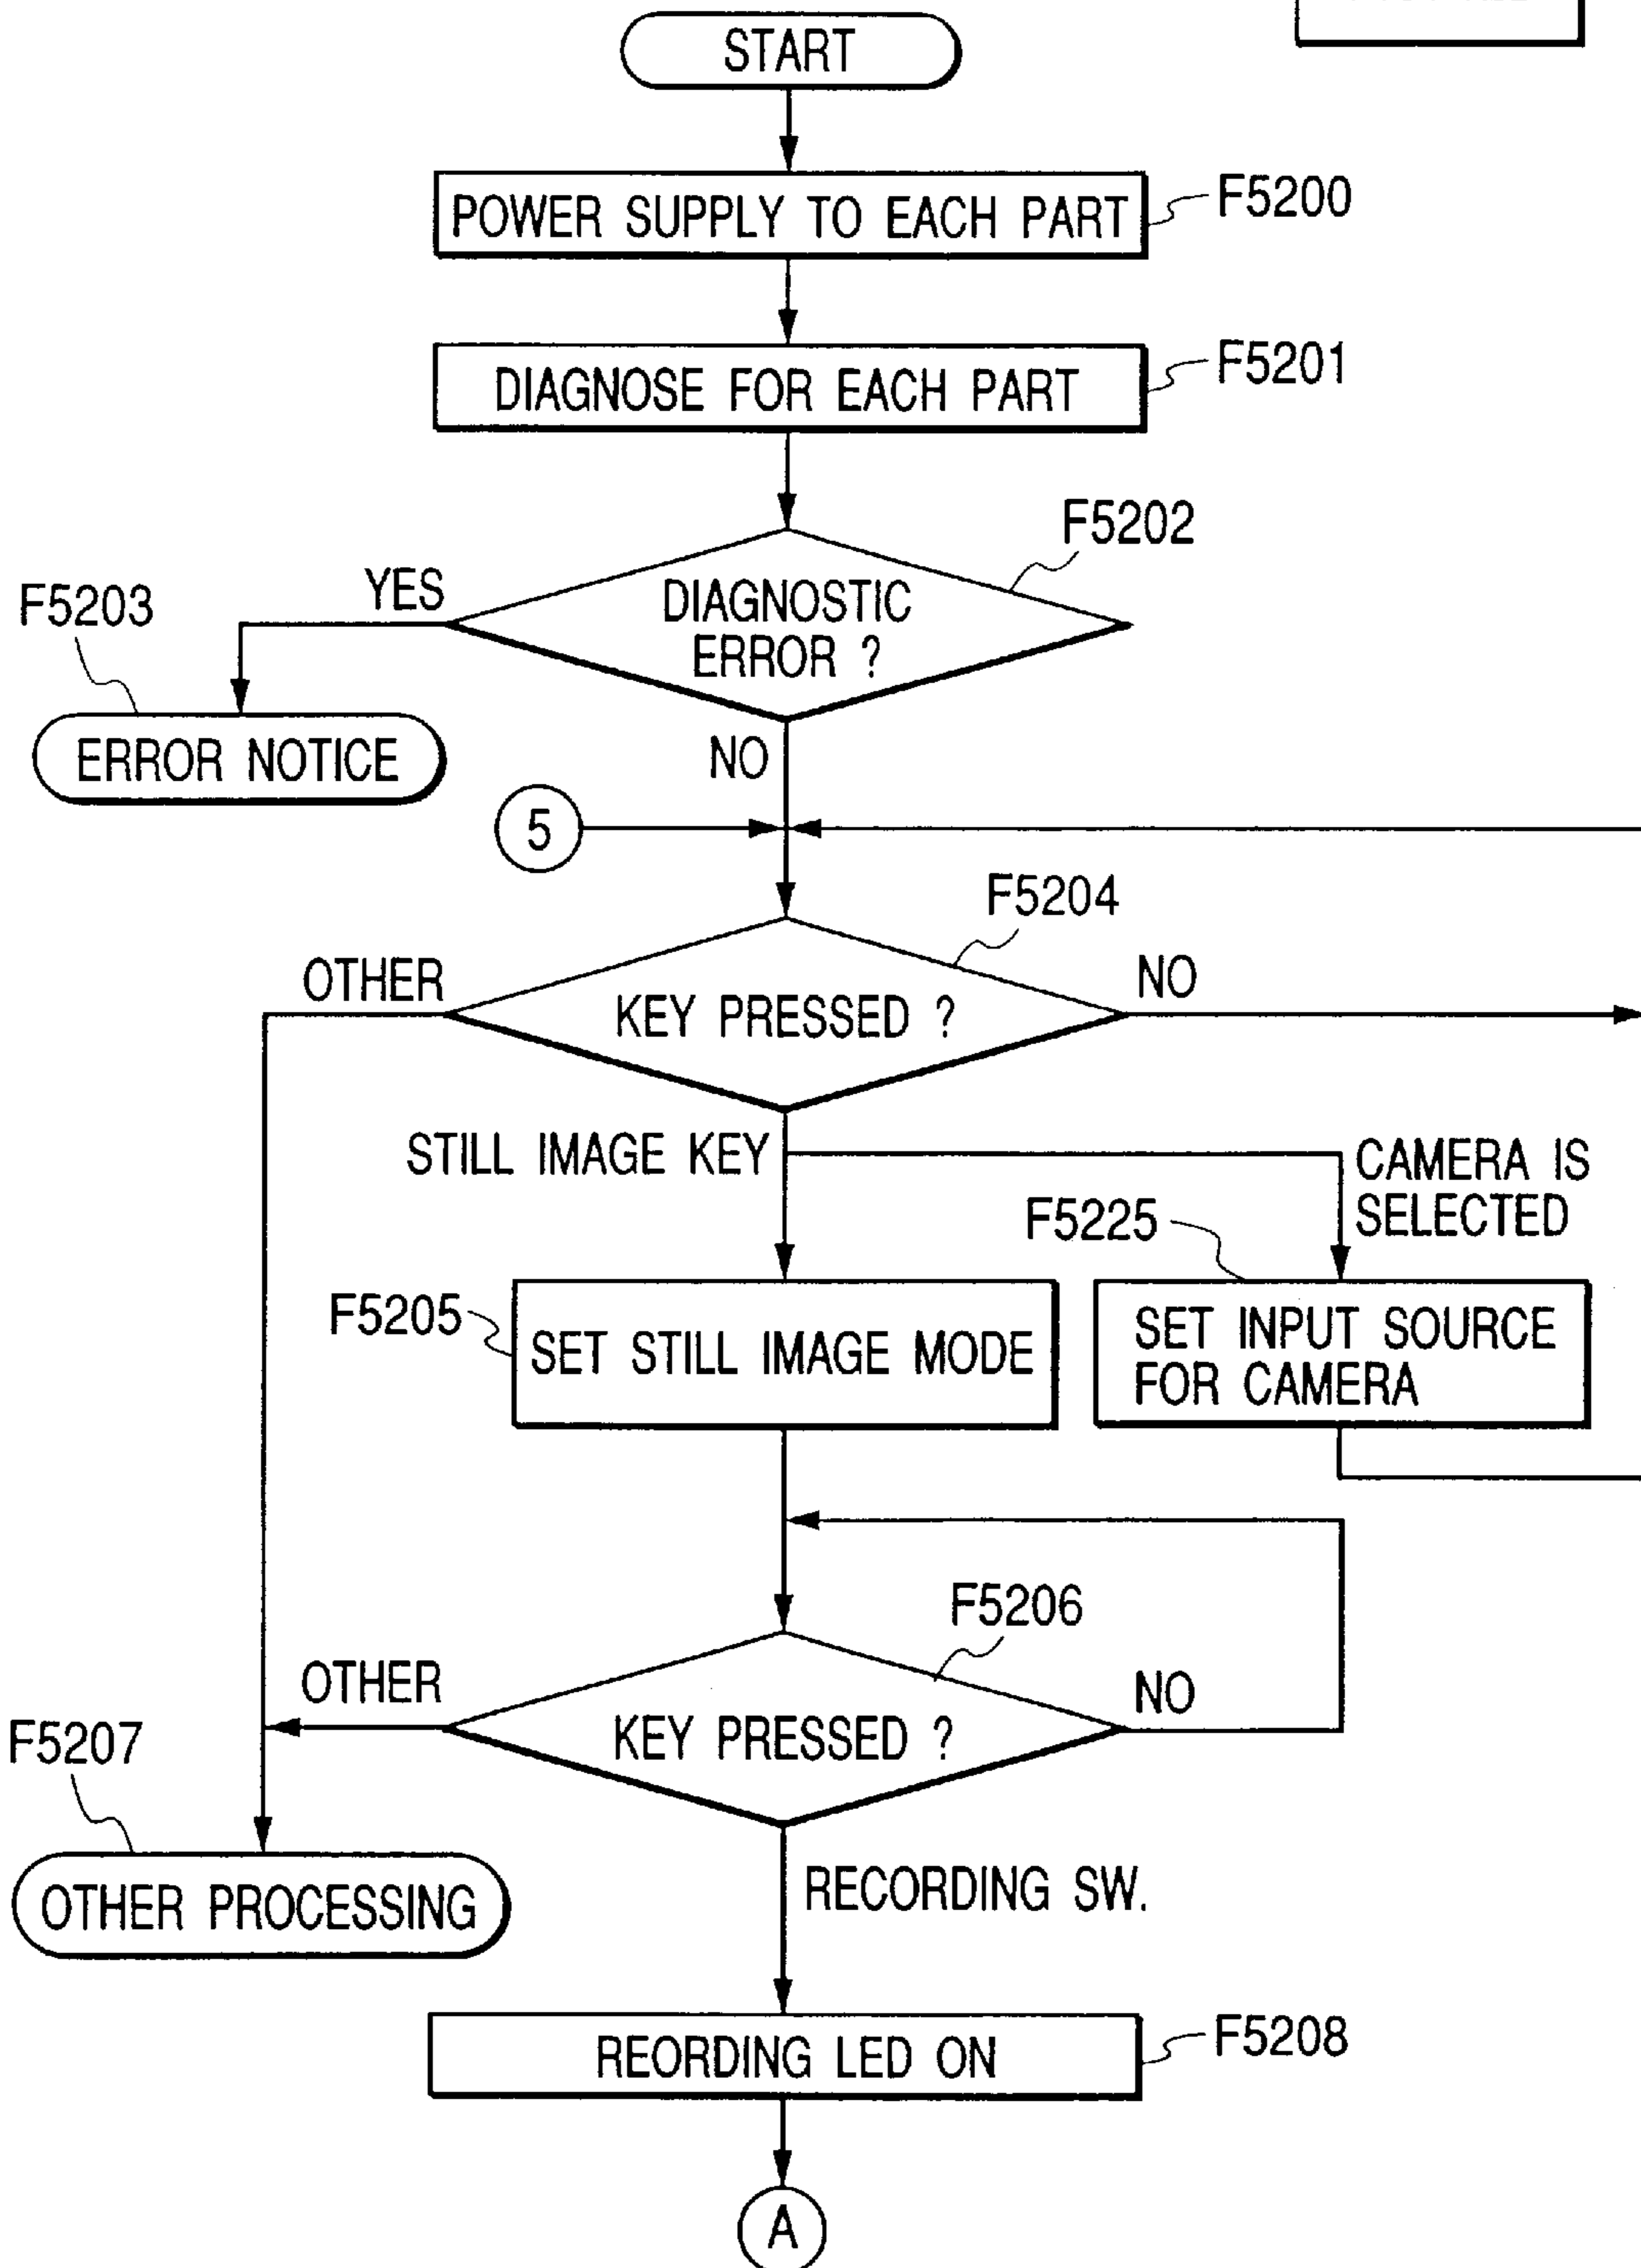 START
POWER SUPPLY TO EACH PART
F5200
DIAGNOSE FOR EACH PART
F5201
F5202
YES
F5203
DIAGNOSTIC
ERROR ?
ERROR NOTICE
NO
5
F5204
OTHER
NO
KEY PRESSED ?
STILL IMAGE KEY
CAMERA IS
SELECTED
F5225
F5205
SET STILL IMAGE MODE
SET INPUT SOURCE
FOR CAMERA
F5206
OTHER
NO
KEY PRESSED ?
F5207
OTHER PROCESSING
RECORDING SW.
REORDING LED ON
F5208
A